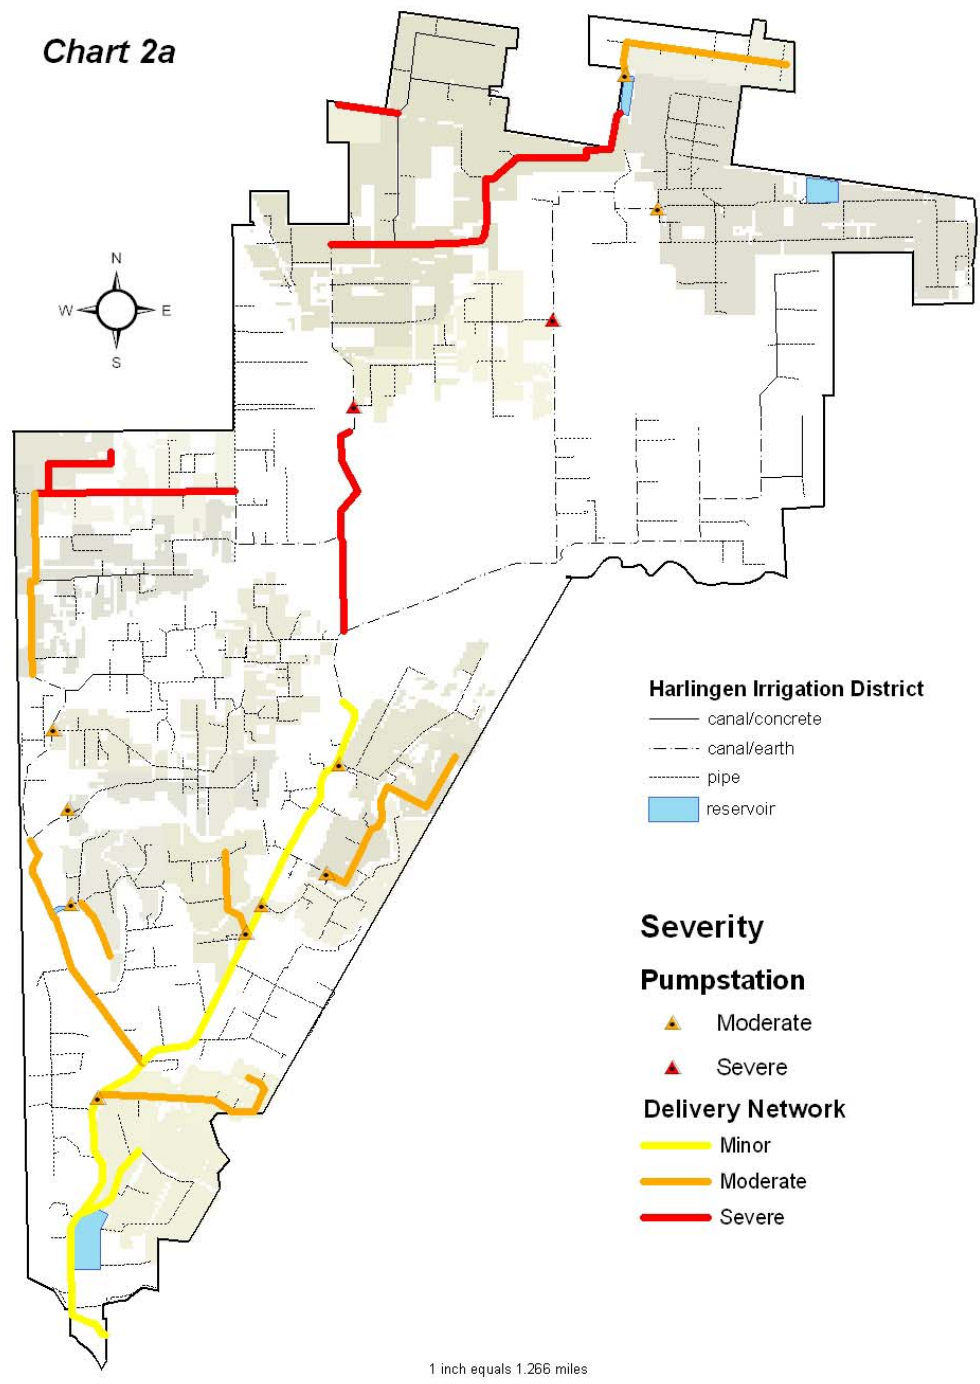 Chart 2a
N
W E
S
Harlingen Irrigation District
canal/concrete
canal/earth
pipe
reservoir
Severity
Pumpstation
Moderate
Severe
Delivery Network
Minor
Moderate
Severe
1 inch equals 1.266 miles